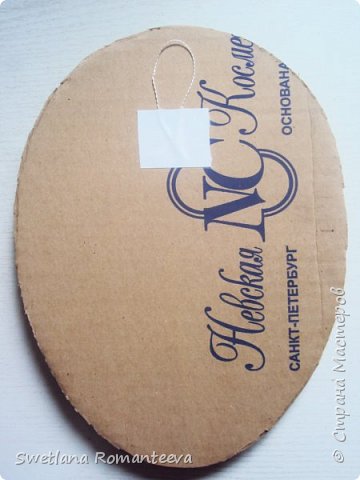 Невская NC Косме
САНКТ-ПЕТЕРБУРГ ОСНОВАНА
Swetlana Romanteeva
© Страна Мастеров